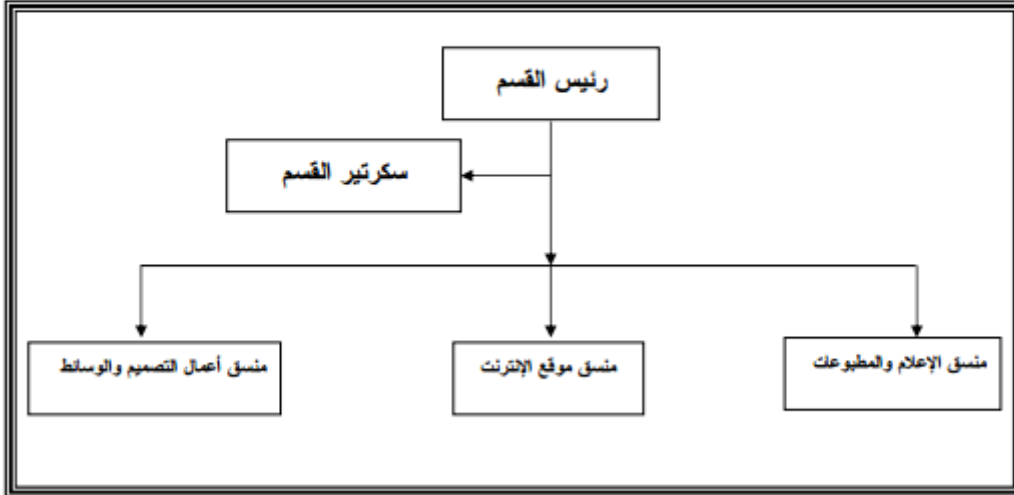 رئيس القسم
سكرتير القسم
منسق الإعلام والمطبوعات
منسق موقع الإنترنت
منسق أعمال التصميم والوسائط